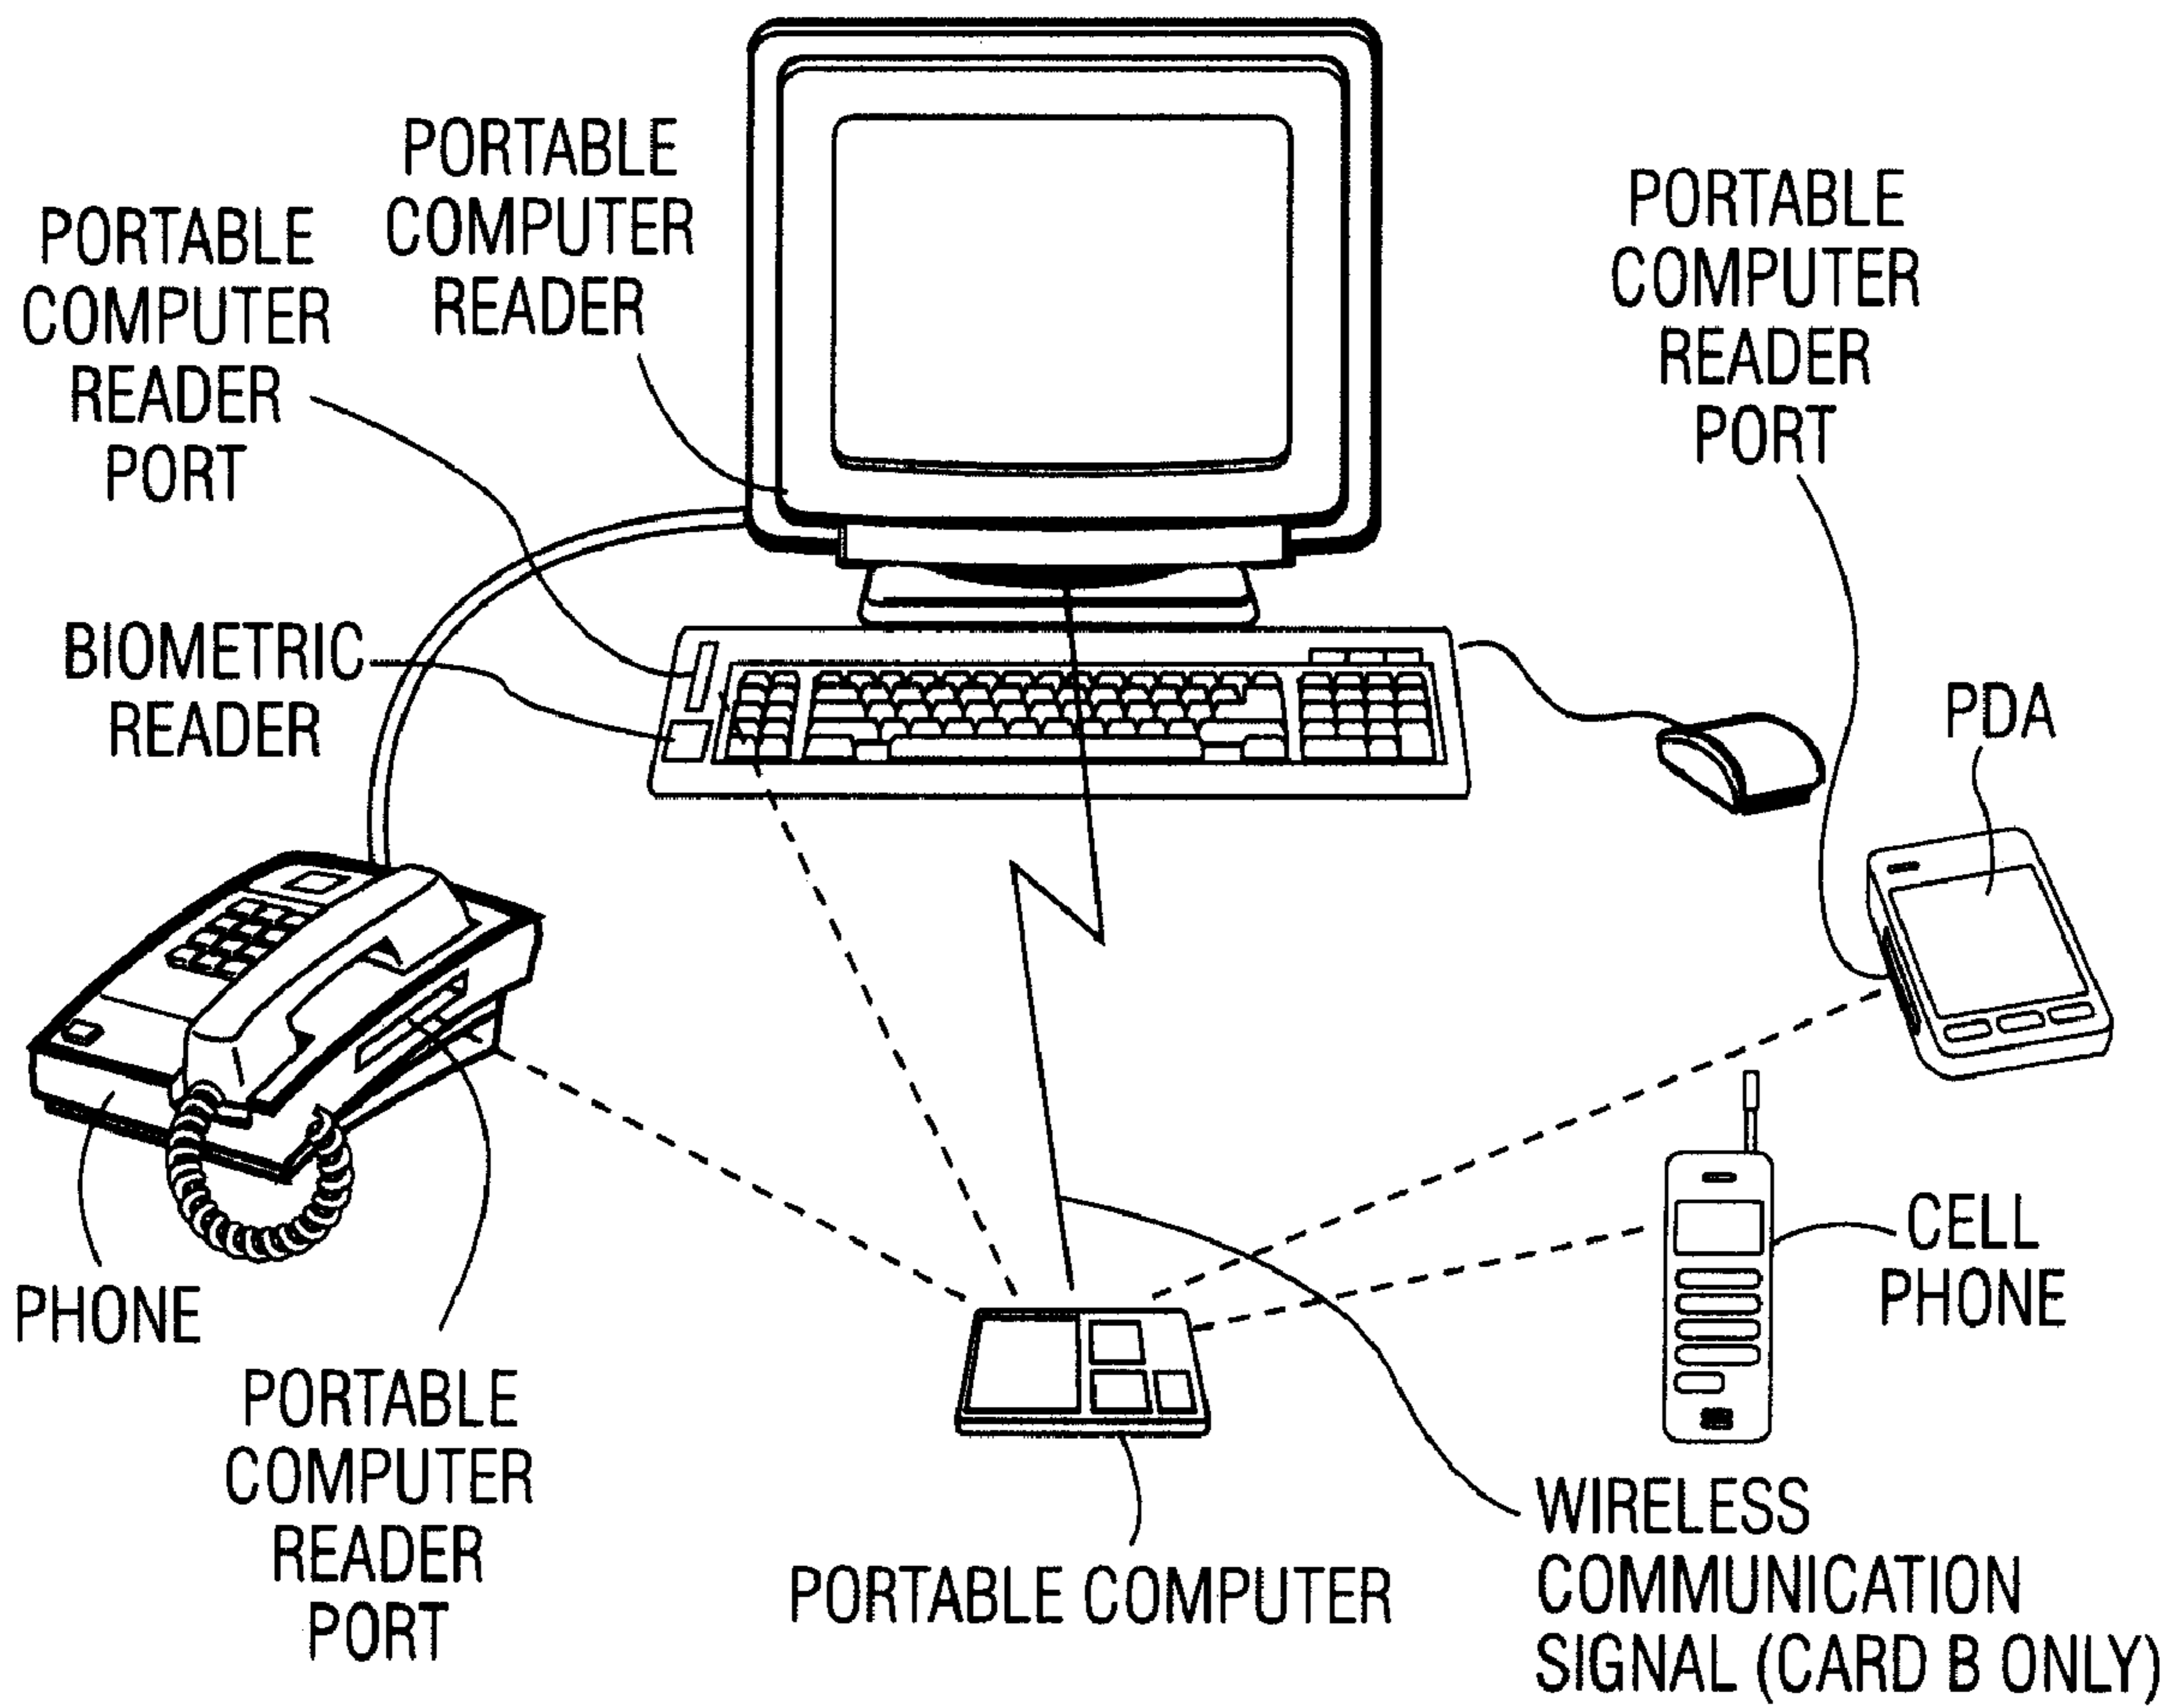 PORTABLE
COMPUTER
READER
PORTABLE
COMPUTER
READER
PORT
PORTABLE
COMPUTER
READER
PORT
BIOMETRIC
READER
PDA
CELL
PHONE
PHONE
PORTABLE
COMPUTER
READER
PORT
PORTABLE COMPUTER
WIRELESS
COMMUNICATION
SIGNAL (CARD B ONLY)